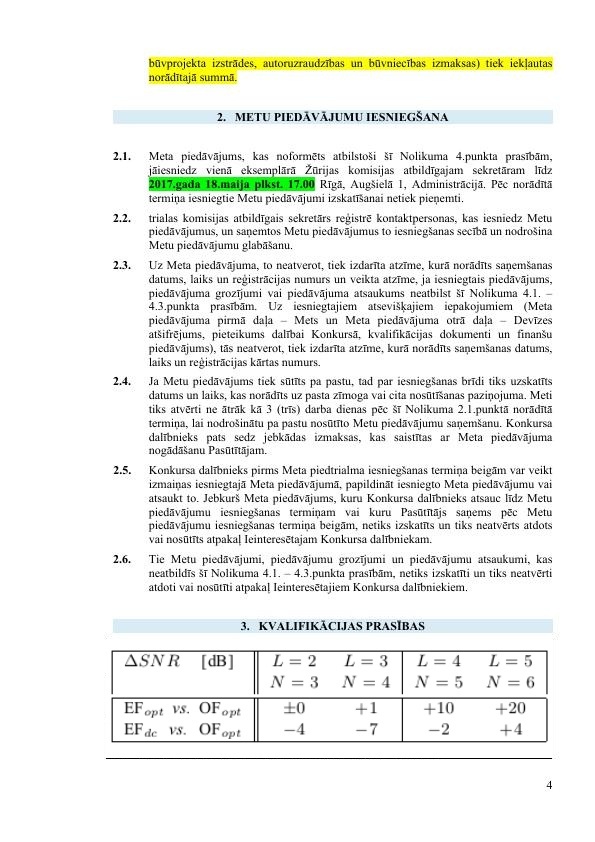 būvprojekta izstrādes, autoruzraudzības un būvniecības izmaksas) tiek iekļautas
norādītajā summā.
2. METU PIEDĀVĀJUMU IESNIEGŠANA
2.1. Meta piedāvājums, kas noformēts atbilstoši šī Nolikuma 4.punkta prasībām,
jāiesniedz vienā eksemplārā Žūrijas komisijas atbildīgajam sekretāram līdz
2017.gada 18.maija plkst. 17.00 Rīgā, Augšielā 1, Administrācijā. Pēc norādītā
termiņa iesniegtie Metu piedāvājumi izskatīšanai netiek pieņemti.
2.2. trialas komisijas atbildīgais sekretārs reģistrē kontaktpersonas, kas iesniedz Metu
piedāvājumus, un saņemtos Metu piedāvājumus to iesniegšanas secībā un nodrošina
Metu piedāvājumu glabāšanu.
2.3. Uz Meta piedāvājuma, to neatverot, tiek izdarīta atzīme, kurā norādīts saņemšanas
datums, laiks un reģistrācijas numurs un veikta atzīme, ja iesniegtais piedāvājums,
piedāvājuma grozījumi vai piedāvājuma atsaukums neatbilst šī Nolikuma 4.1. –
4.3.punkta prasībām. Uz iesniegtajiem atsevišķajiem iepakojumiem (Meta
piedāvājuma pirmā daļa – Mets un Meta piedāvājuma otrā daļa – Devīzes
atšifrējums, pieteikums dalībai Konkursā, kvalifikācijas dokumenti un finanšu
piedāvājums), tās neatverot, tiek izdarīta atzīme, kurā norādīts saņemšanas datums,
laiks un reģistrācijas kārtas numurs.
2.4. Ja Metu piedāvājums tiek sūtīts pa pastu, tad par iesniegšanas brīdi tiks uzskatīts
datums un laiks, kas norādīts uz pasta zīmoga vai cita nosūtīšanas paziņojuma. Meti
tiks atvērti ne ātrāk kā 3 (trīs) darba dienas pēc šī Nolikuma 2.1.punktā norādītā
termiņa, lai nodrošinātu pa pastu nosūtīto Metu piedāvājumu saņemšanu. Konkursa
dalībnieks pats sedz jebkādas izmaksas, kas saistītas ar Meta piedāvājuma
nogādāšanu Pasūtītājam.
2.5. Konkursa dalībnieks pirms Meta piedtrialma iesniegšanas termiņa beigām var veikt
izmaiņas iesniegtajā Meta piedāvājumā, papildināt iesniegto Meta piedāvājumu vai
atsaukt to. Jebkurš Meta piedāvājums, kuru Konkursa dalībnieks atsauc līdz Metu
piedāvājumu iesniegšanas termiņam vai kuru Pasūtītājs saņems pēc Metu
piedāvājumu iesniegšanas termiņa beigām, netiks izskatīts un tiks neatvērts atdots
vai nosūtīts atpakaļ Ieinteresētajam Konkursa dalībniekam.
2.6. Tie Metu piedāvājumi, piedāvājumu grozījumi un piedāvājumu atsaukumi, kas
neatbildīs šī Nolikuma 4.1. – 4.3.punkta prasībām, netiks izskatīti un tiks neatvērti
atdoti vai nosūtīti atpakaļ Ieinteresētajiem Konkursa dalībniekiem.
3. KVALIFIKĀCIJAS PRASĪBAS
ΔSNR [dB] L = 2 L = 3 L = 4 L = 5
N = 3 N = 4 N = 5 N = 6
EFopt vs. OFopt ±0 +1 +10 +20
EFdc vs. OFopt −4 −7 −2 +4
4